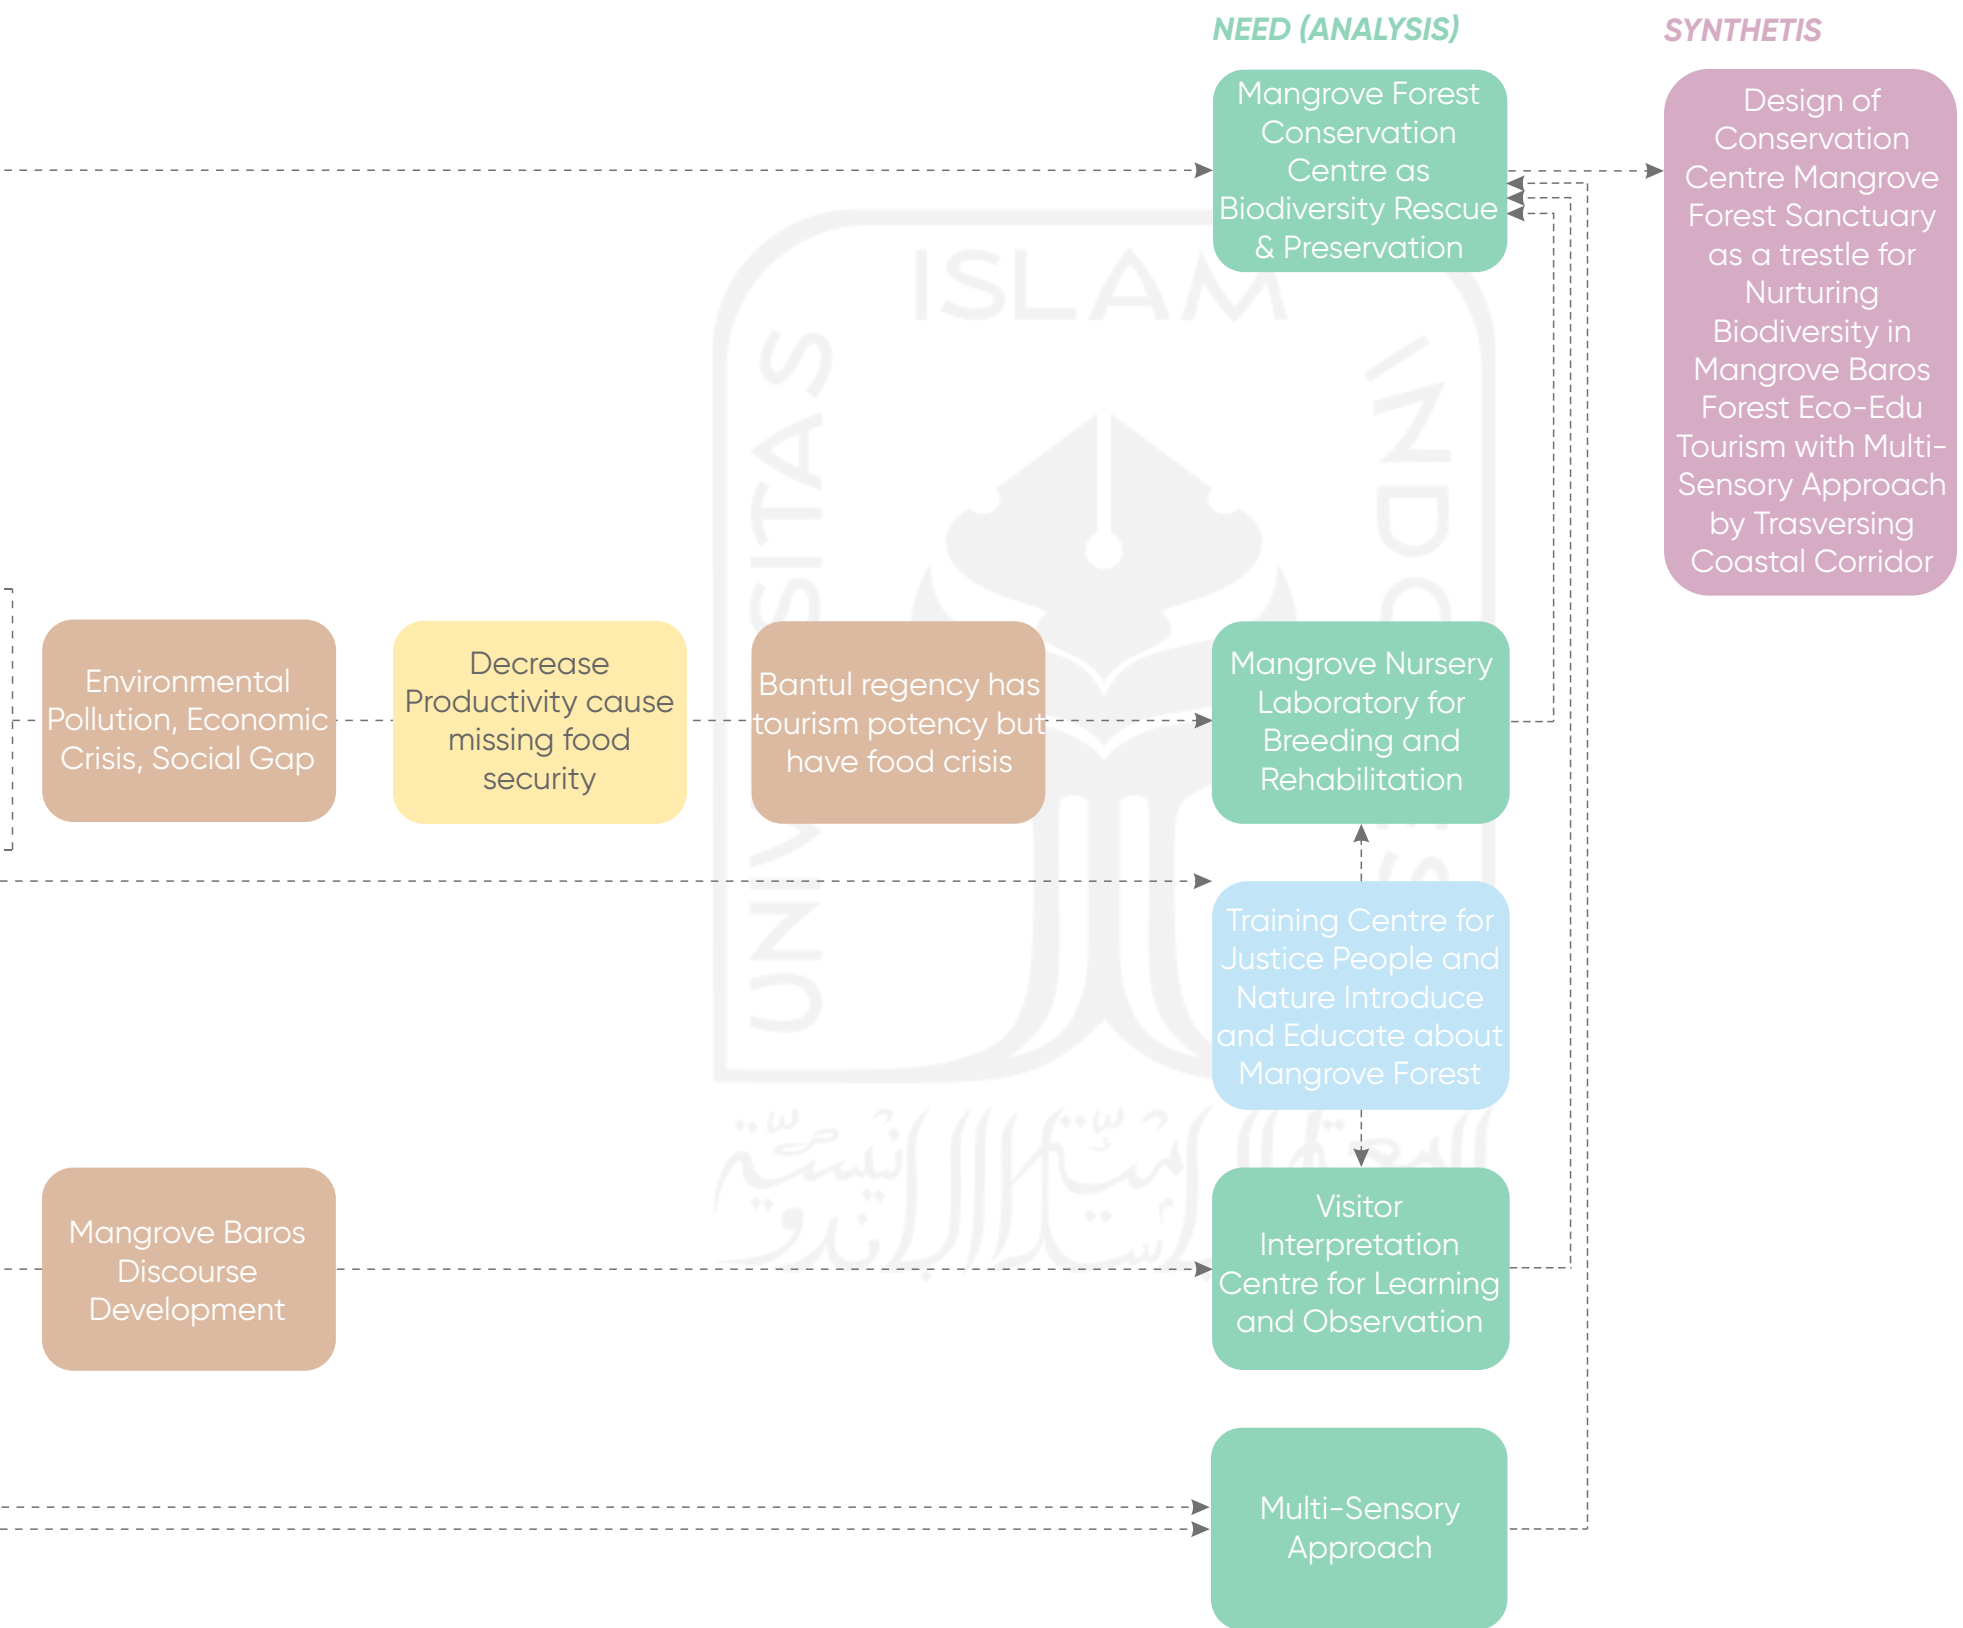 NEED (ANALYSIS)
SYNTHETIS
Mangrove Forest
Conservation
Centre as
Biodiversity Rescue
& Preservation
Design of
Conservation
Centre Mangrove
Forest Sanctuary
as a trestle for
Nurturing
Biodiversity in
Mangrove Baros
Forest Eco-Edu
Tourism with Multi-
Sensory Approach
by Trasversing
Coastal Corridor
Environmental
Pollution, Economic
Crisis, Social Gap
Decrease
Productivity cause
missing food
security
Bantul regency has
tourism potency but
have food crisis
Mangrove Nursery
Laboratory for
Breeding and
Rehabilitation
Training Centre for
Justice People and
Nature Introduce
and Educate about
Mangrove Forest
Mangrove Baros
Discourse
Development
Visitor
Interpretation
Centre for Learning
and Observation
Multi-Sensory
Approach
ISLAM